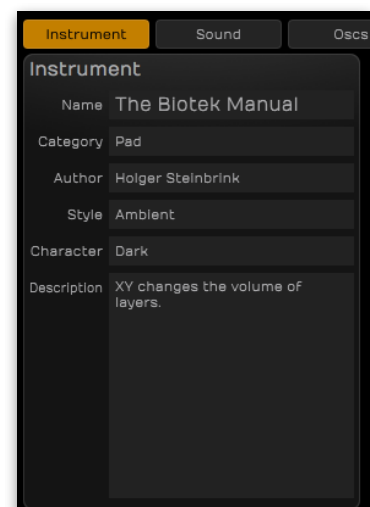 Instrument Sound Oscs
Instrument
Name The Biotek Manual
Category Pad
Author Holger Steinbrink
Style Ambient
Character Dark
Description XY changes the volume of
layers.